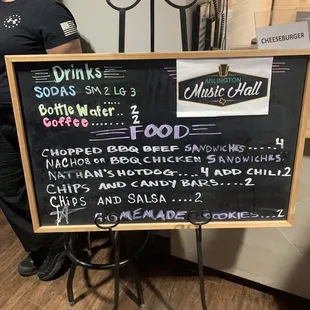 CHEESEBURGER
Drinks
SODAS SM 2 LG 3
Bottle Water.. 2
Coffee ....... 2
ARLINGTON
Music Hall
FOOD
CHOPPED BBQ BEEF SANDWICHES....4
NACHOS OR BBQ CHICKEN SANDWICHES
NATHAN'S HOTDOG....4 ADD CHILI.2
CHIPS AND CANDY BARS....2
CHIPS AND SALSA ..2
HOMEMADE COOKIES..2